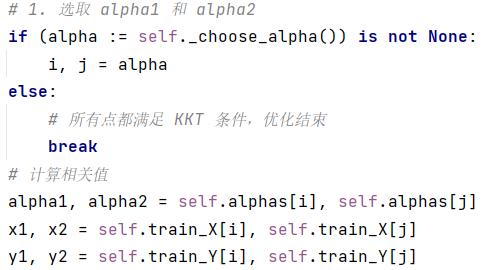 # 1. 选取 alpha1 和 alpha2
if (alpha := self._choose_alpha()) is not None:
    i, j = alpha
else:
    # 所有点都满足 KKT 条件，优化结束
    break
# 计算相关值
alpha1, alpha2 = self.alphas[i], self.alphas[j]
x1, x2 = self.train_X[i], self.train_X[j]
y1, y2 = self.train_Y[i], self.train_Y[j]